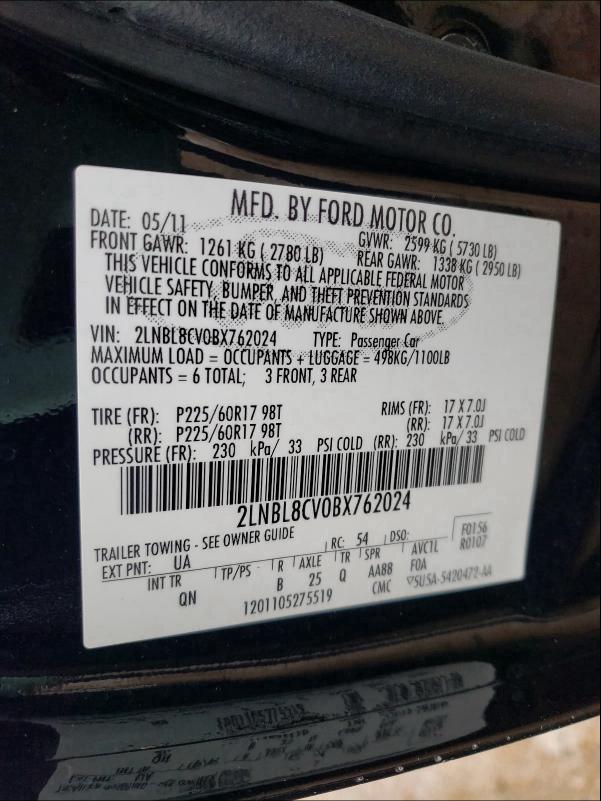 MFD. BY FORD MOTOR CO.
DATE: 05/11 GVWR: 2599 KG ( 5730 LB)
FRONT GAWR: 1261 KG ( 2780 LB) REAR GAWR: 1338 KG ( 2950 LB)
THIS VEHICLE CONFORMS TO ALL APPLICABLE FEDERAL MOTOR
VEHICLE SAFETY, BUMPER, AND THEFT PREVENTION STANDARDS
IN EFFECT ON THE DATE OF MANUFACTURE SHOWN ABOVE.
VIN: 2LNBL8CV0BX762024 TYPE: Passenger Car
MAXIMUM LOAD = OCCUPANTS + LUGGAGE = 498KG/1100LB
OCCUPANTS = 6 TOTAL; 3 FRONT, 3 REAR
TIRE (FR): P225/60R17 98T RIMS (FR): 17 X 7.0J
(RR): P225/60R17 98T (RR): 17 X 7.0J
PRESSURE (FR): 230 kPa/ 33 PSI COLD (RR): 230 kPa/ 33 PSI COLD
2LNBL8CV0BX762024
TRAILER TOWING - SEE OWNER GUIDE
EXT PNT: UA RC: 54 DSO: F0156
R0107
INT TR TP/PS R AXLE TR SPR AVC1L
QN B 25 Q AA88 FOA
1201105275519 CMC 5U5A-5420472-AA